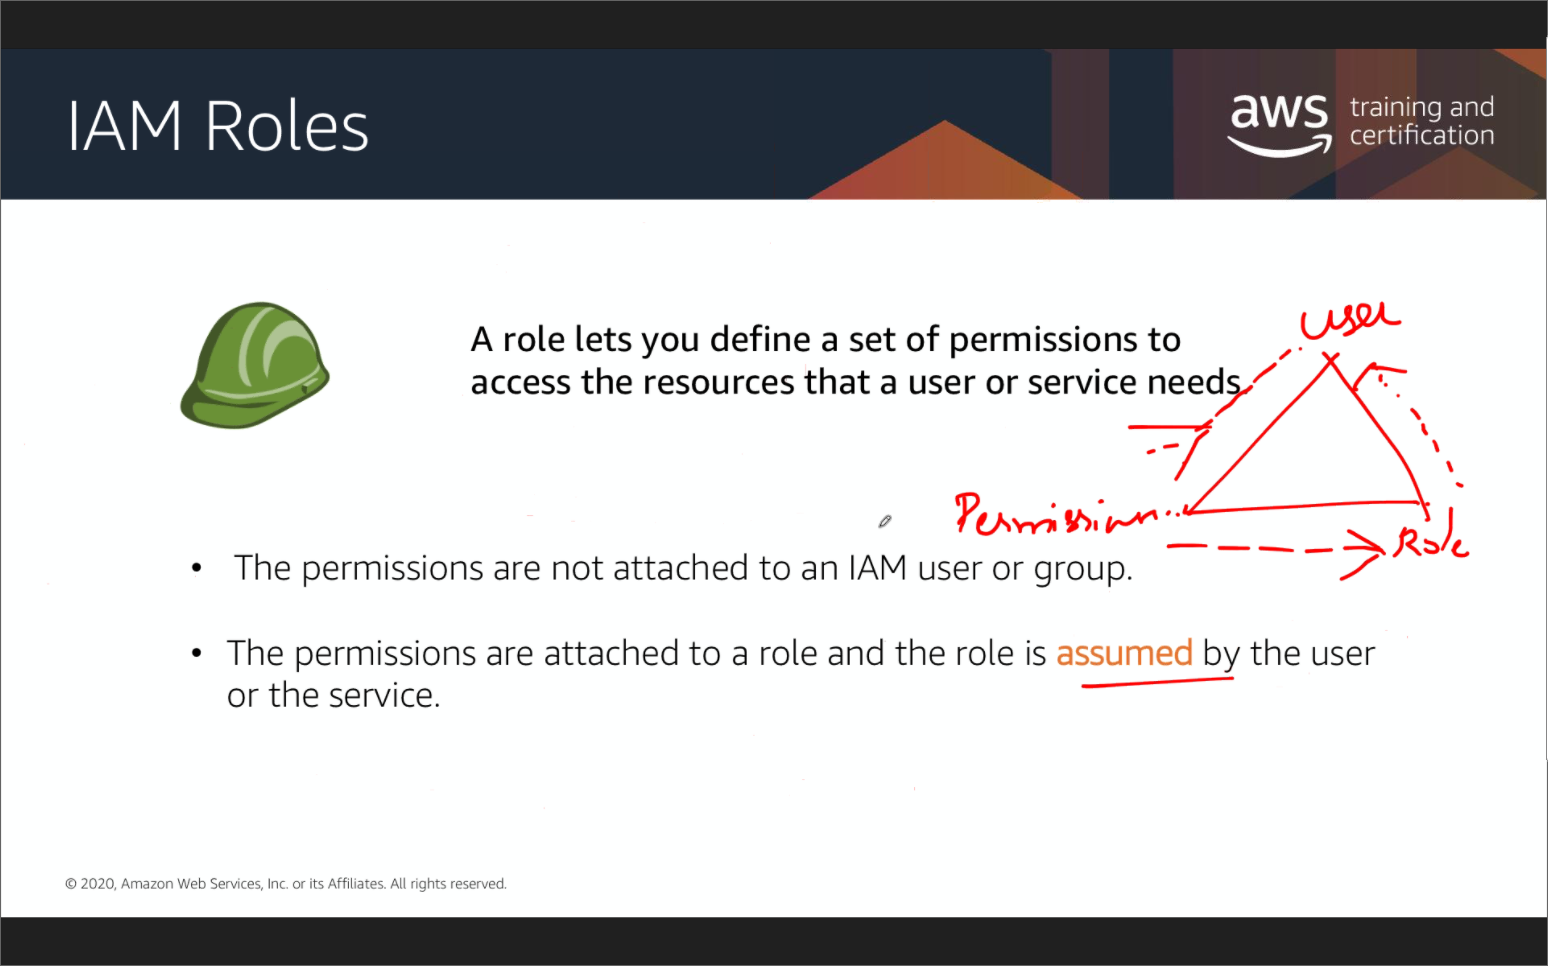 IAM Roles
aws training and
certification
A role lets you define a set of permissions to
access the resources that a user or service needs.
User
Permission..
Role
• The permissions are not attached to an IAM user or group.
• The permissions are attached to a role and the role is assumed by the user
or the service.
© 2020, Amazon Web Services, Inc. or its Affiliates. All rights reserved.